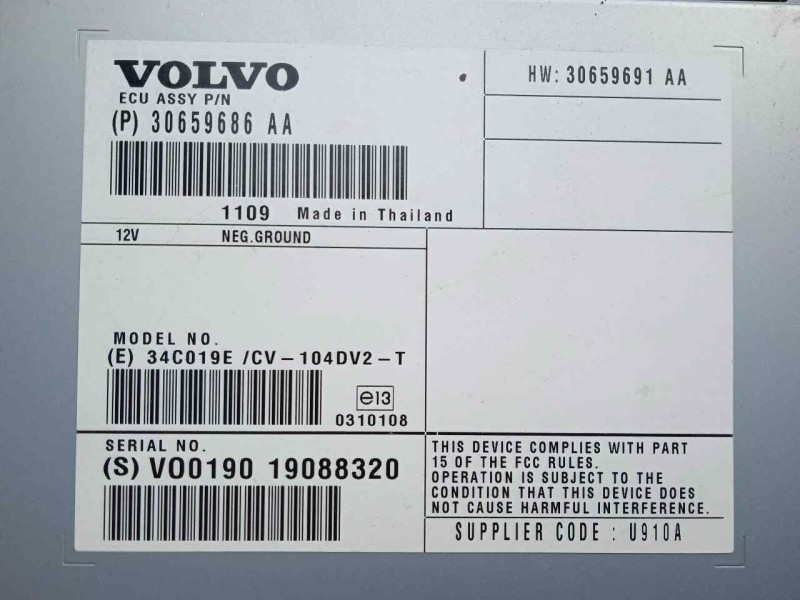 VOLVO
ECU ASSY P/N
(P) 30659686 AA
1109 Made in Thailand
HW: 30659691 AA
12V NEG.GROUND
MODEL NO.
(E) 34C019E /CV-104DV2-T
e13
0310108
SERIAL NO.
(S) VO0190 19088320
THIS DEVICE COMPLIES WITH PART
15 OF THE FCC RULES.
OPERATION IS SUBJECT TO THE
CONDITION THAT THIS DEVICE DOES
NOT CAUSE HARMFUL INTERFERENCE.
SUPPLIER CODE : U910A